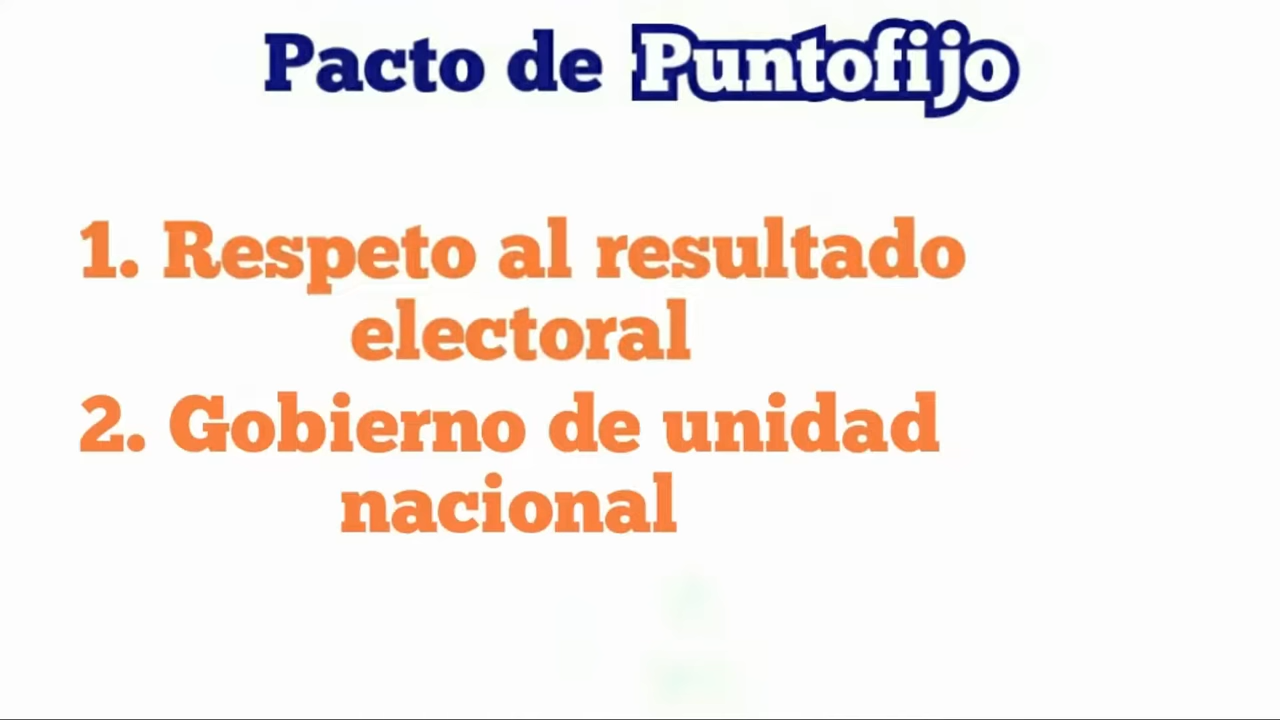 Pacto de Puntofijo
1. Respeto al resultado
electoral
2. Gobierno de unidad
nacional